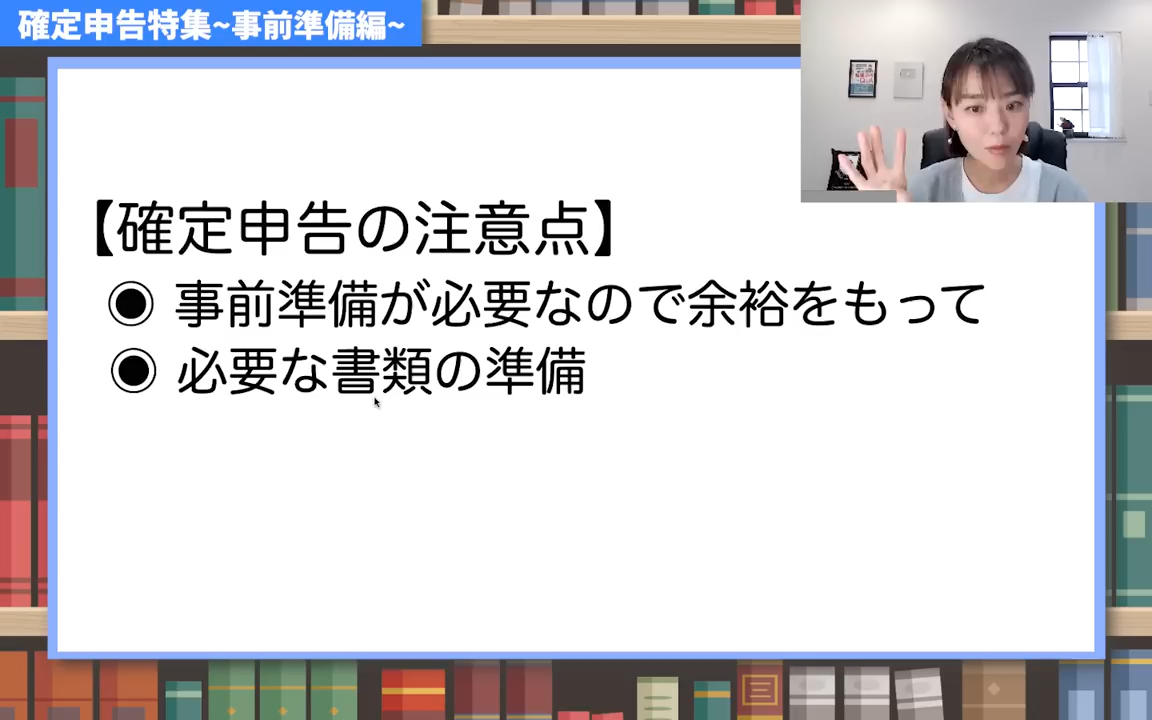 確定申告特集~事前準備編~
【確定申告の注意点】
◉ 事前準備が必要なので余裕をもって
◉ 必要な書類の準備